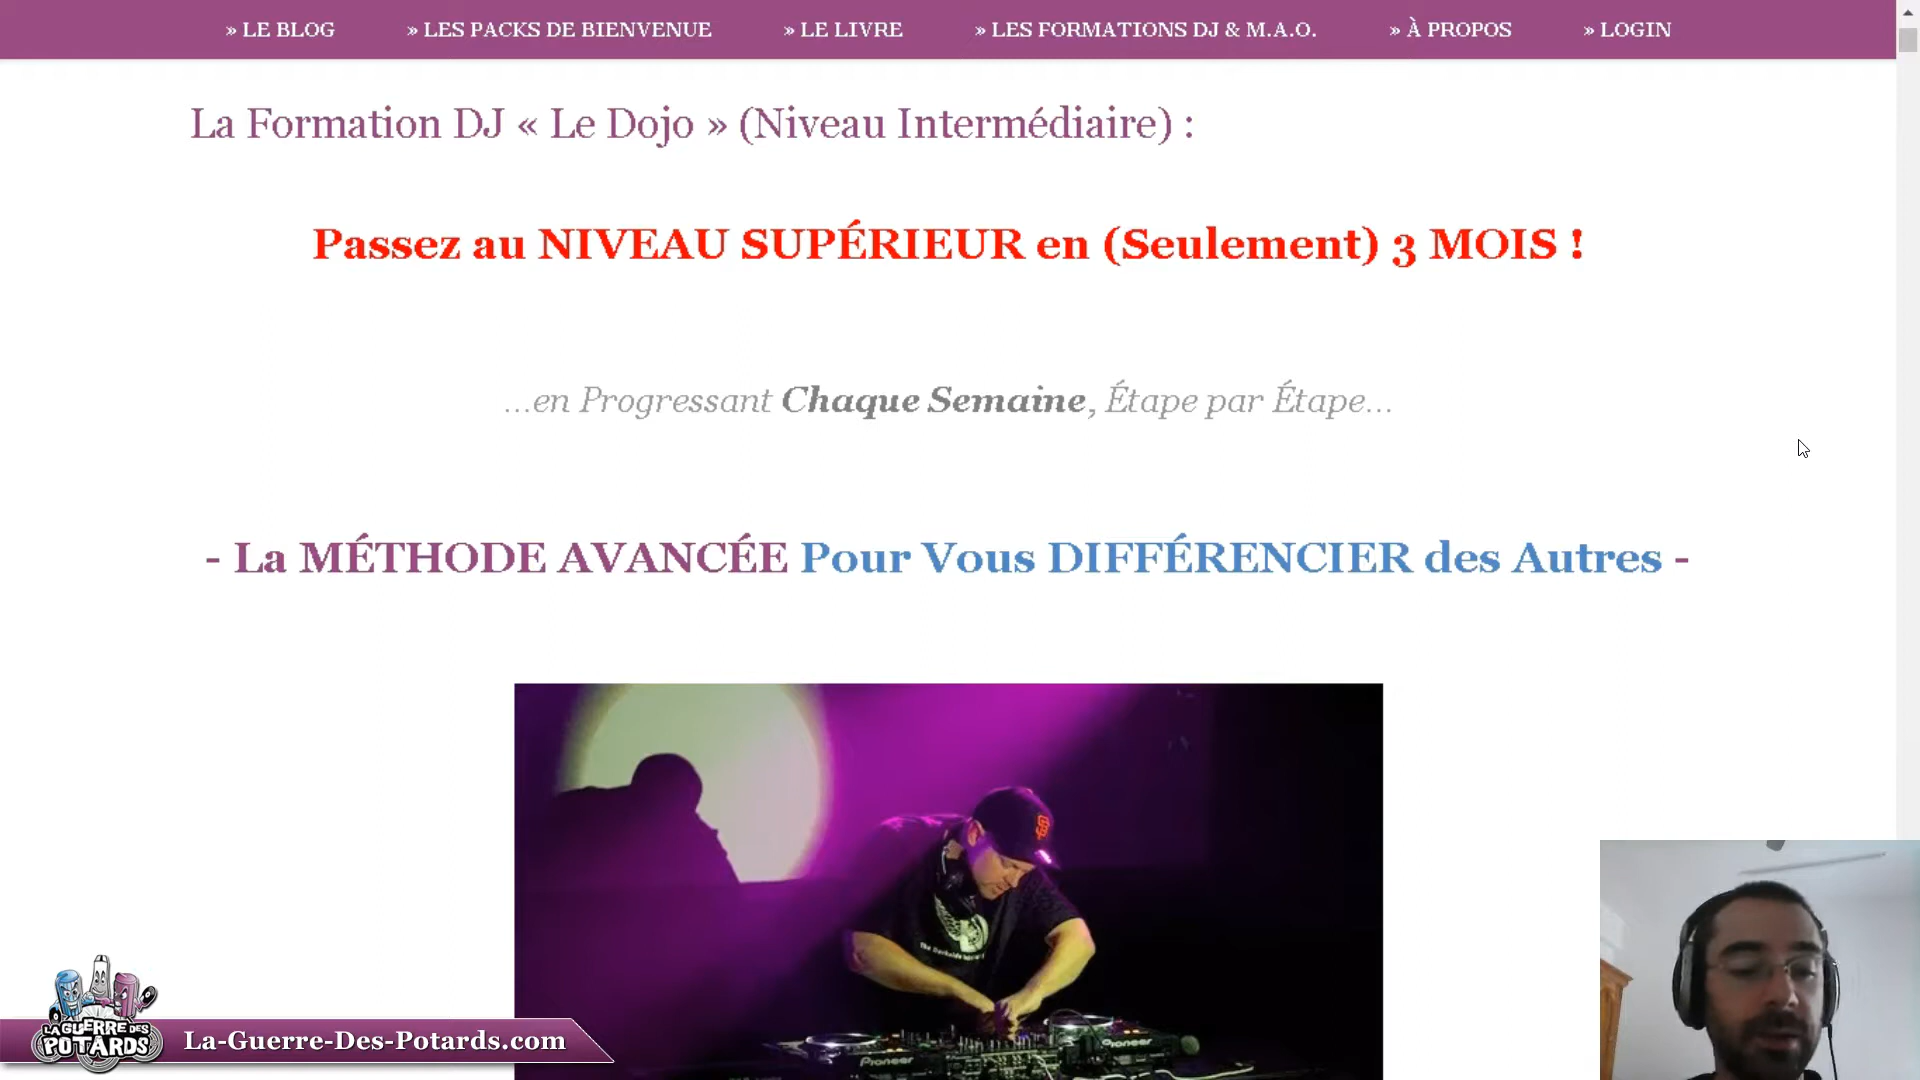 » LE BLOG » LES PACKS DE BIENVENUE » LE LIVRE » LES FORMATIONS DJ & M.A.O. » À PROPOS » LOGIN
La Formation DJ « Le Dojo » (Niveau Intermédiaire) :
Passez au NIVEAU SUPÉRIEUR en (Seulement) 3 MOIS !
...en Progressant Chaque Semaine, Étape par Étape...
- La MÉTHODE AVANCÉE Pour Vous DIFFÉRENCIER des Autres -
Pioneer
Pioneer
LA GUERRE DES
POTARDS
La-Guerre-Des-Potards.com